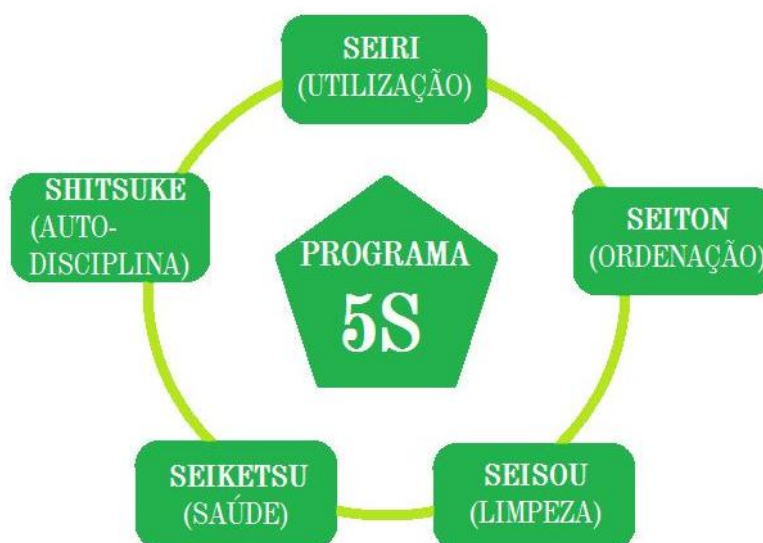 SEIRI
(UTILIZAÇÃO)
SHITSUKE
(AUTO-
DISCIPLINA)
SEITON
(ORDENAÇÃO)
PROGRAMA
5S
SEIKETSU
(SAÚDE)
SEISOU
(LIMPEZA)